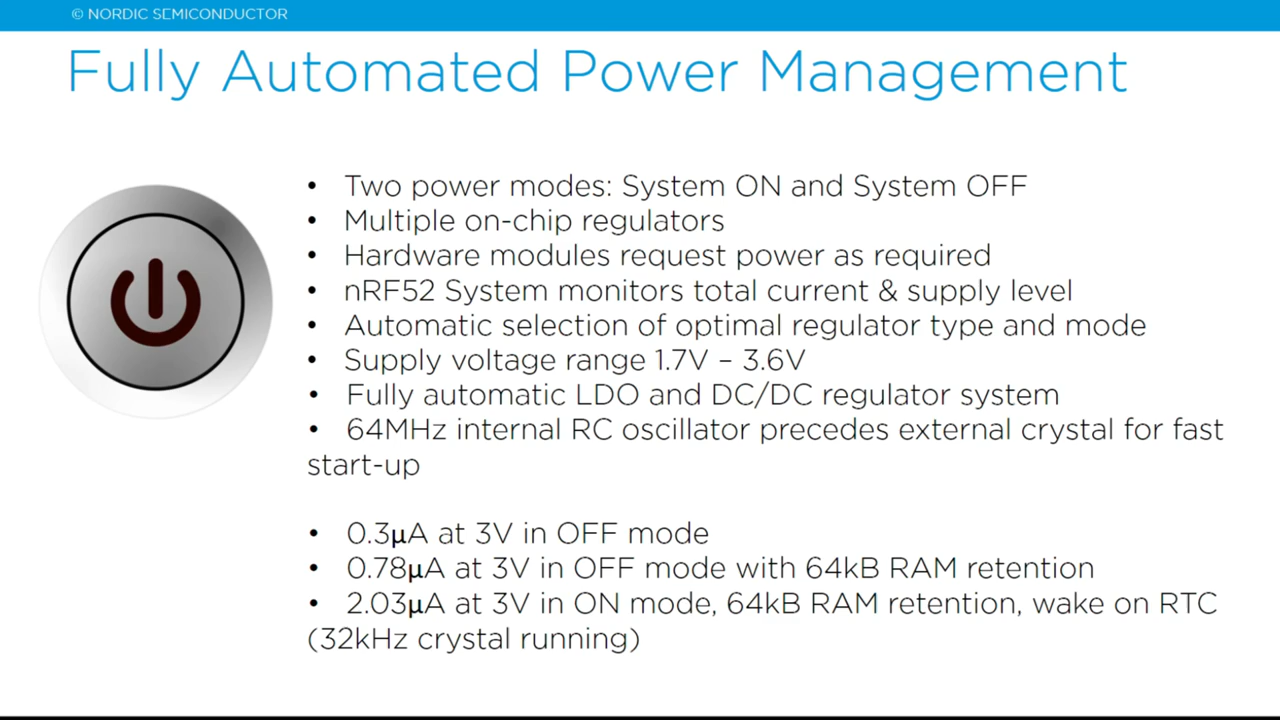 © NORDIC SEMICONDUCTOR
Fully Automated Power Management
• Two power modes: System ON and System OFF
• Multiple on-chip regulators
• Hardware modules request power as required
• nRF52 System monitors total current & supply level
• Automatic selection of optimal regulator type and mode
• Supply voltage range 1.7V – 3.6V
• Fully automatic LDO and DC/DC regulator system
• 64MHz internal RC oscillator precedes external crystal for fast
start-up
• 0.3µA at 3V in OFF mode
• 0.78µA at 3V in OFF mode with 64kB RAM retention
• 2.03µA at 3V in ON mode, 64kB RAM retention, wake on RTC
(32kHz crystal running)